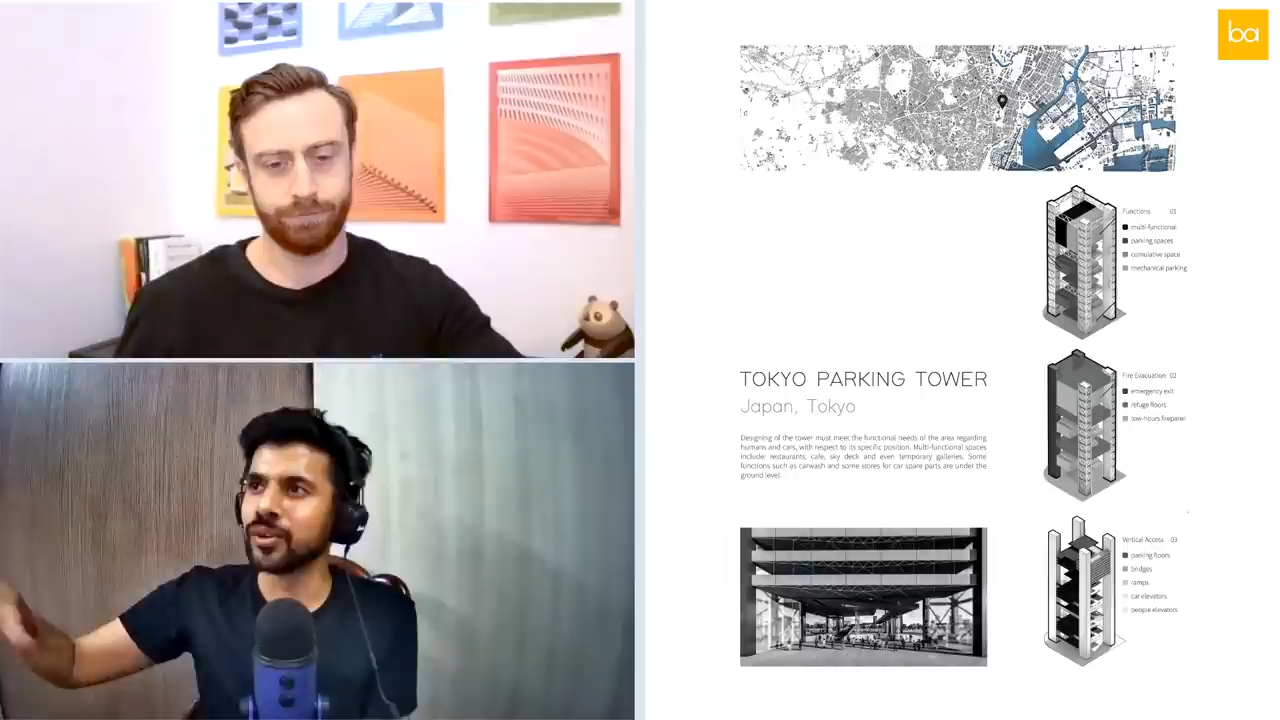 ba
Functions 01
multi-functional
parking spaces
comulative space
mechanical parking
TOKYO PARKING TOWER
Japan, Tokyo
Designing of the tower must meet the functional needs of the area regarding
humans and cars, with respect to its specific position. Multi-functional spaces
include: restaurants, cafe, sky deck and even temporary galleries. Some
functions such as carwash and some stores for car spare parts are under the
ground level.
Fire Evacuation 02
emergency exit
refuge floors
tow-hours firepanel
Vertical Access 03
parking floors
bridges
ramps
car elevators
people elevators